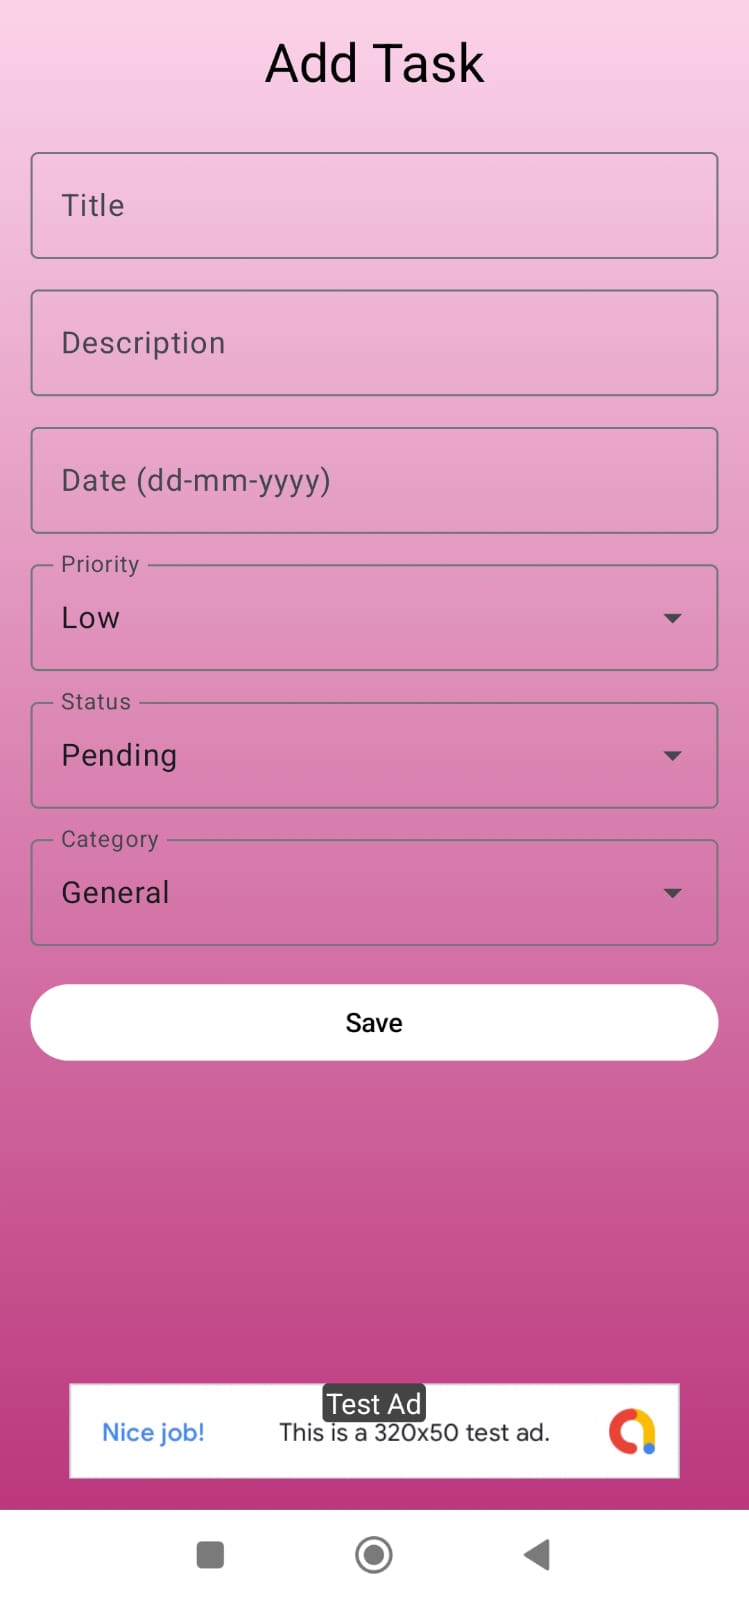 Add Task
Title
Description
Date (dd-mm-yyyy)
Priority
Low
Status
Pending
Category
General
Save
Test Ad
Nice job! This is a 320x50 test ad.